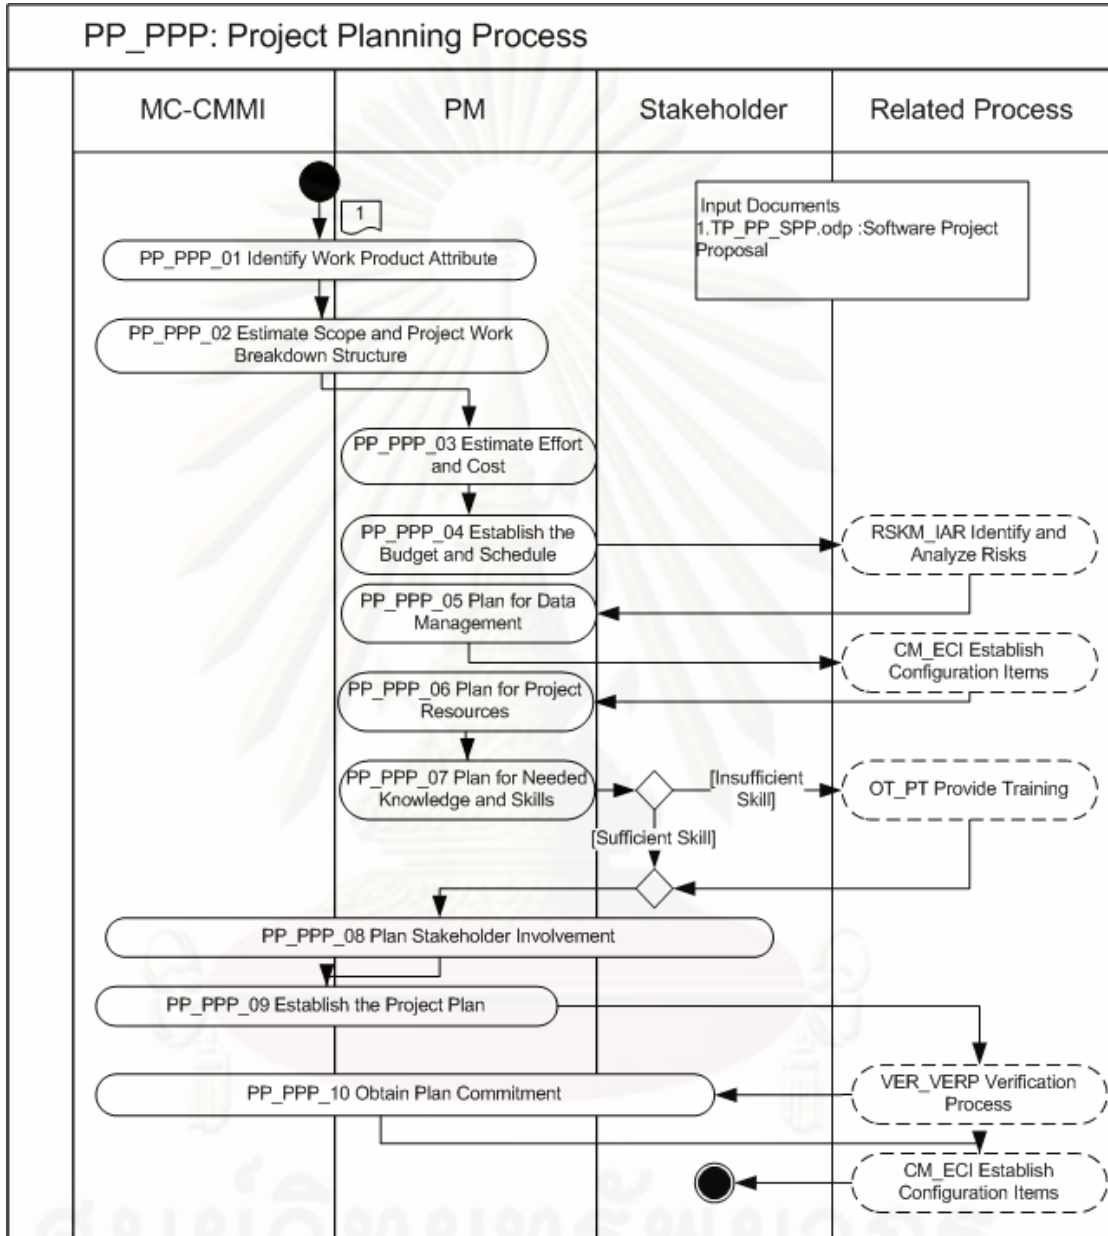 PP_PPP: Project Planning Process
MC-CMMI
PM
Stakeholder
Related Process
1
Input Documents
1.TP_PP_SPP.odp :Software Project
Proposal
PP_PPP_01 Identify Work Product Attribute
PP_PPP_02 Estimate Scope and Project Work
Breakdown Structure
PP_PPP_03 Estimate Effort
and Cost
PP_PPP_04 Establish the
Budget and Schedule
RSKM_IAR Identify and
Analyze Risks
PP_PPP_05 Plan for Data
Management
CM_ECI Establish
Configuration Items
PP_PPP_06 Plan for Project
Resources
PP_PPP_07 Plan for Needed
Knowledge and Skills
[Insufficient
Skill]
OT_PT Provide Training
[Sufficient Skill]
PP_PPP_08 Plan Stakeholder Involvement
PP_PPP_09 Establish the Project Plan
VER_VERP Verification
Process
PP_PPP_10 Obtain Plan Commitment
CM_ECI Establish
Configuration Items